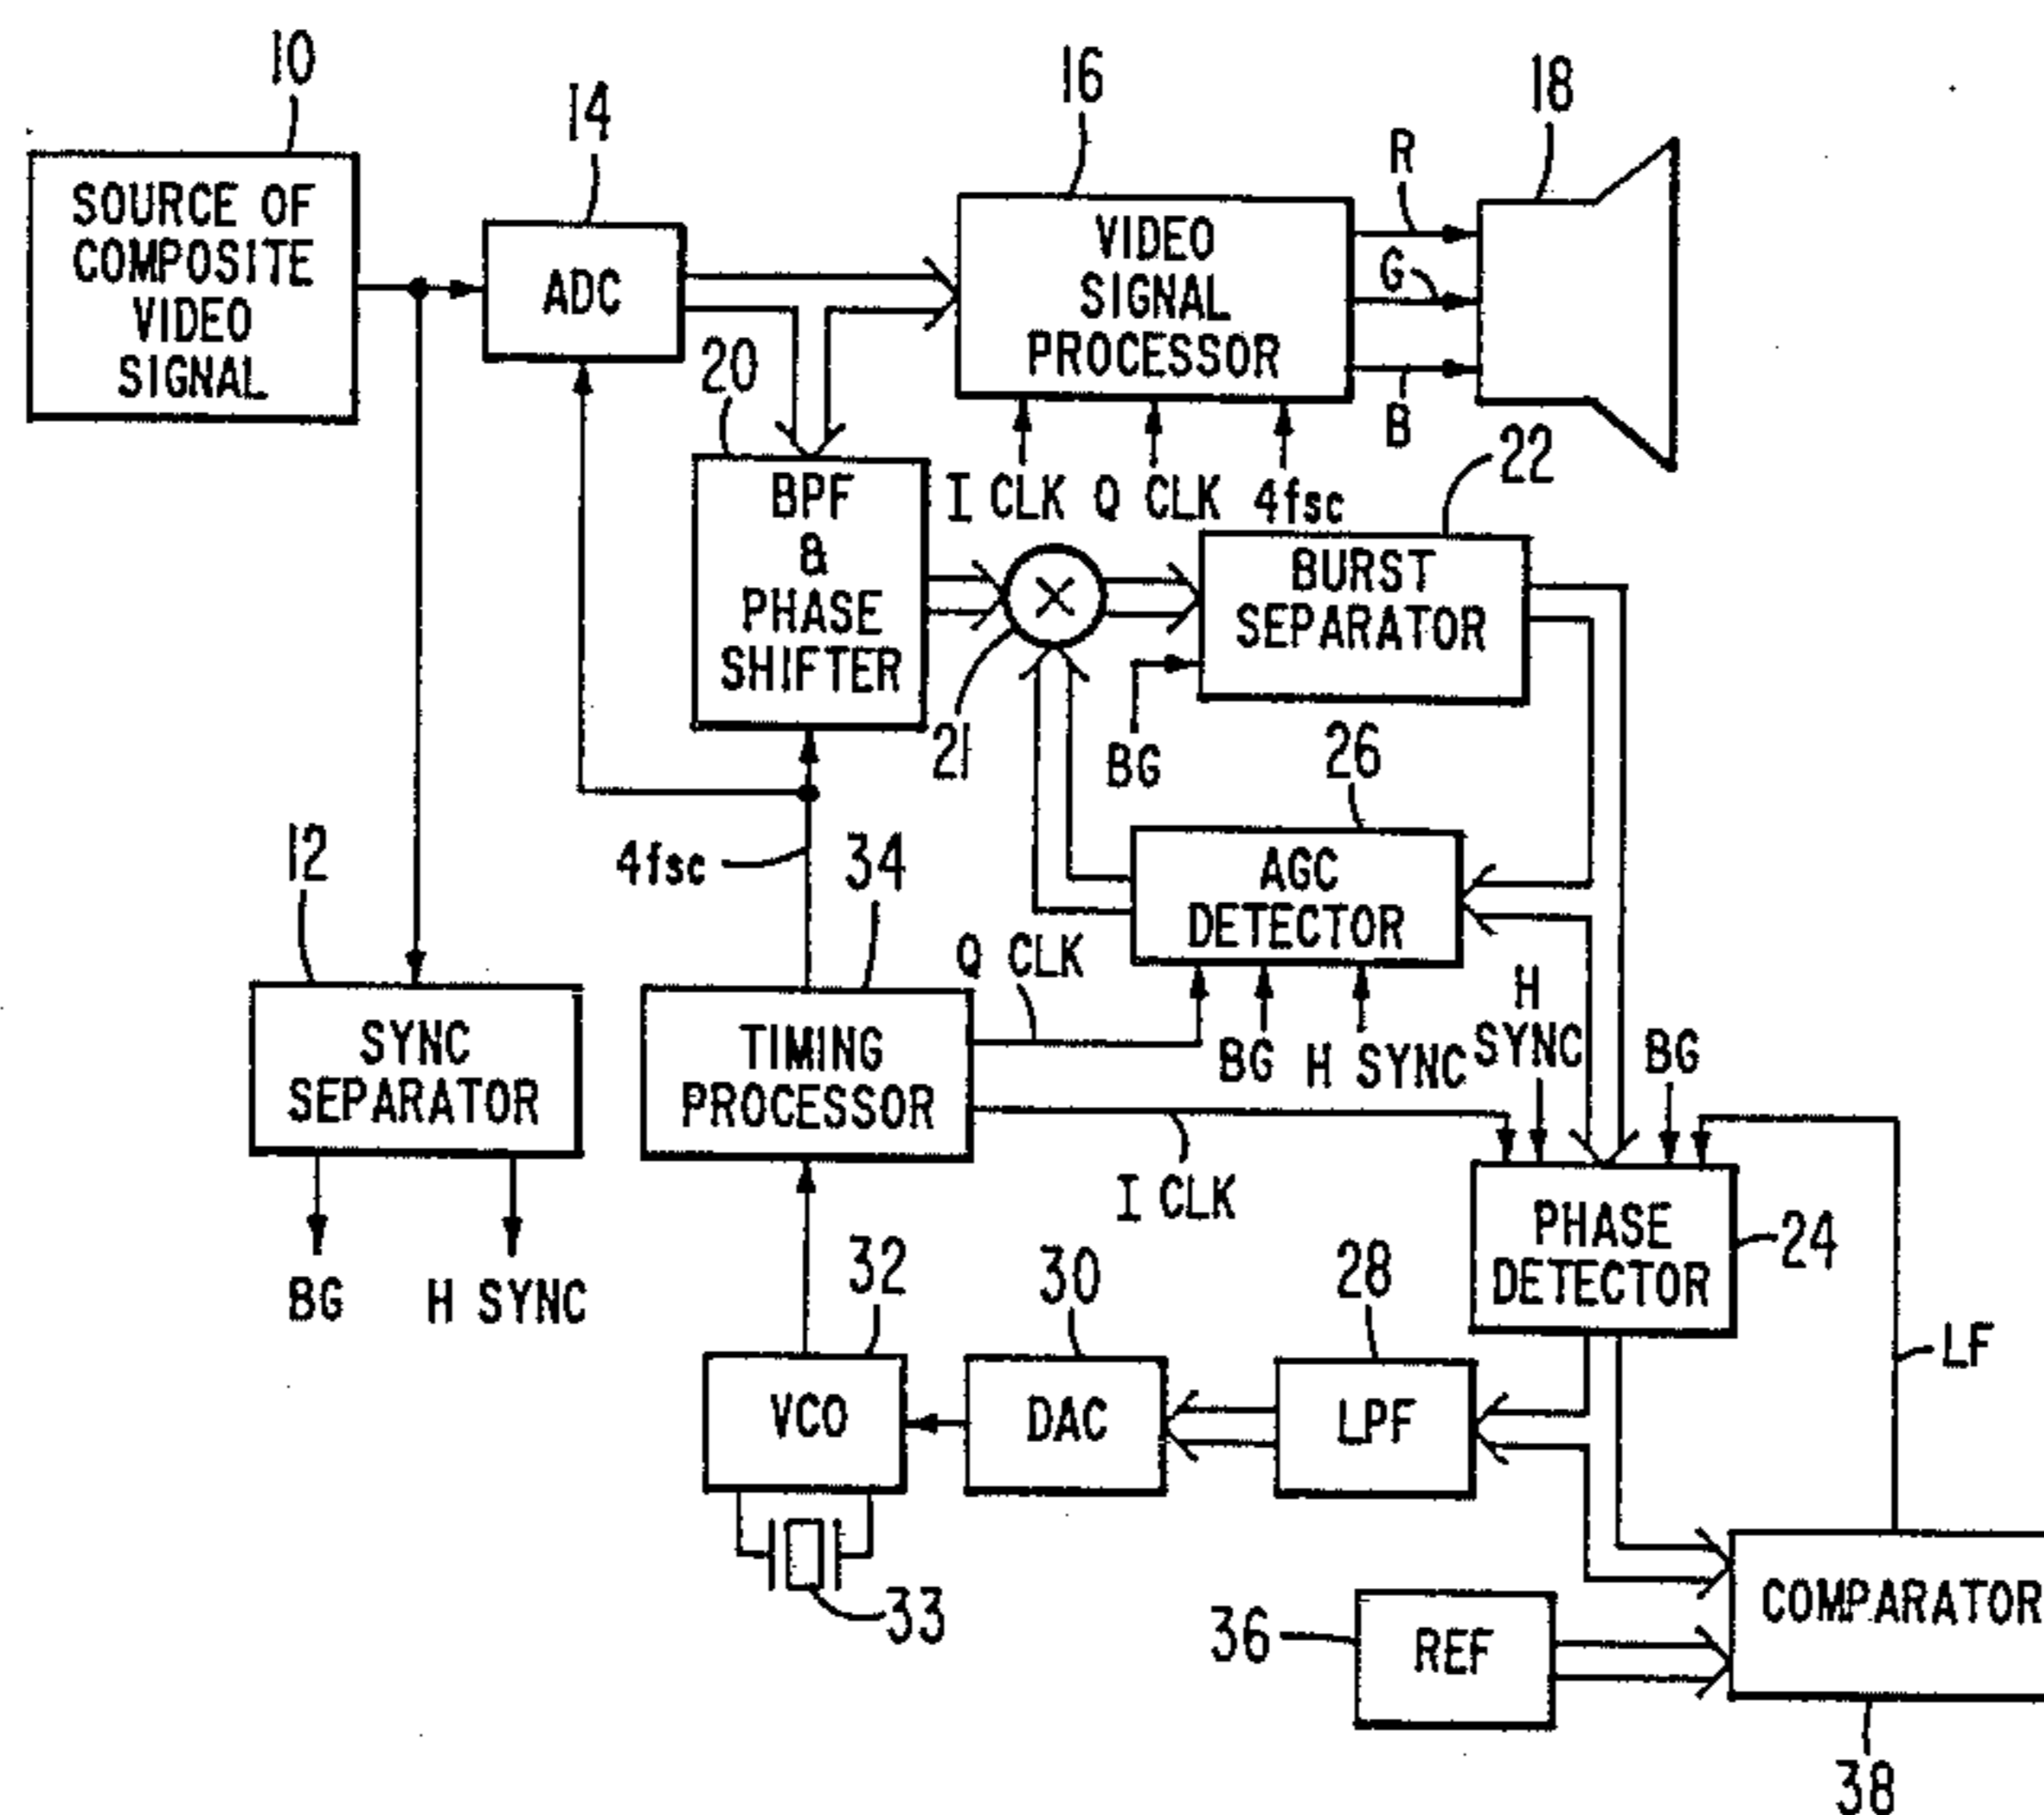 10
14
16
18
SOURCE OF
COMPOSITE
VIDEO
SIGNAL
ADC
VIDEO
SIGNAL
PROCESSOR
R
G
B
20
22
I CLK
Q CLK
4fsc
BPF
&
PHASE
SHIFTER
BURST
SEPARATOR
21
BG
26
12
4fsc
34
AGC
DETECTOR
Q CLK
SYNC
SEPARATOR
TIMING
PROCESSOR
BG
H SYNC
H
SYNC
BG
I CLK
PHASE
DETECTOR
24
BG
H SYNC
32
30
28
LF
VCO
DAC
LPF
33
36
REF
COMPARATOR
38